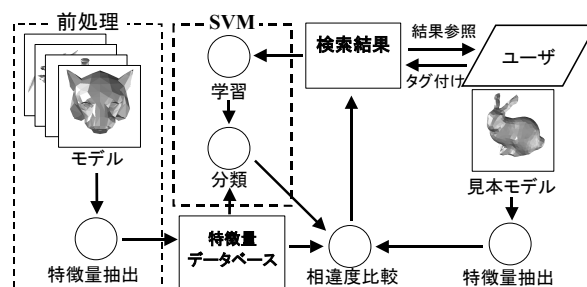 前処理
モデル
特徴量抽出
SVM
学習
分類
特徴量
データベース
検索結果
結果参照
タグ付け
ユーザ
見本モデル
特徴量抽出
相違度比較